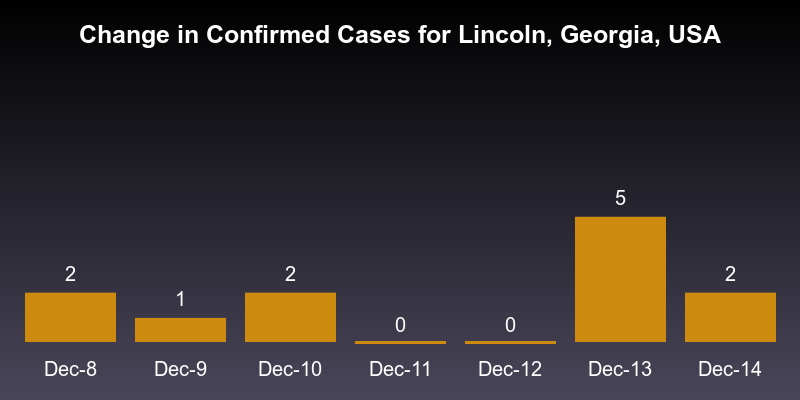 Change in Confirmed Cases for Lincoln, Georgia, USA
2 1 2 0 0 5 2
Dec-8 Dec-9 Dec-10 Dec-11 Dec-12 Dec-13 Dec-14